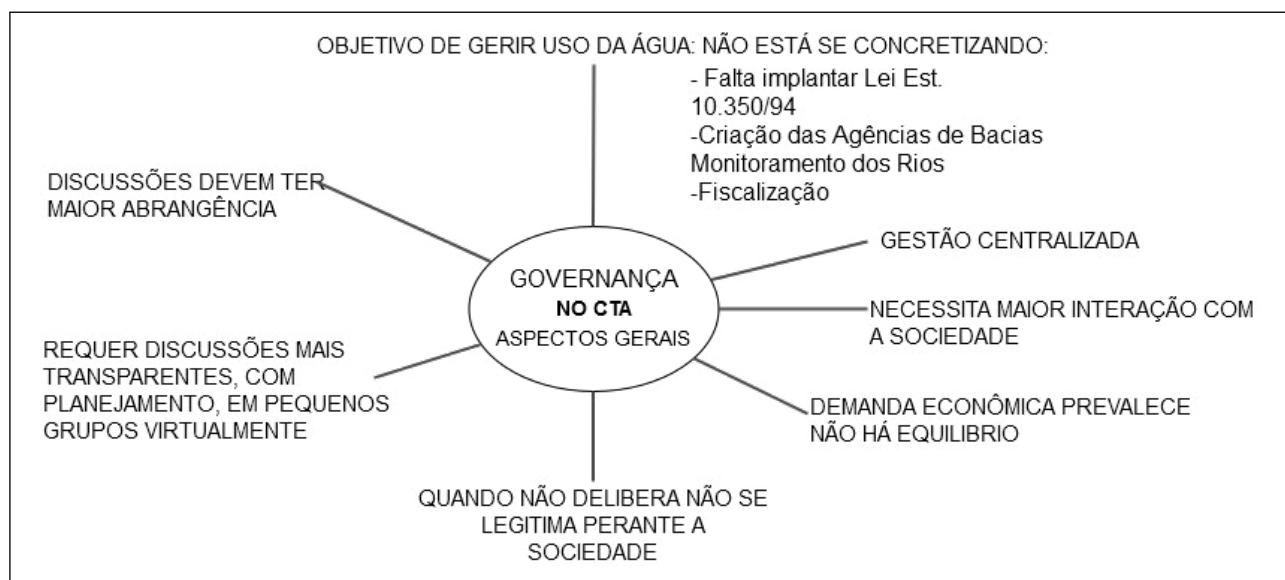 OBJETIVO DE GERIR USO DA ÁGUA: NÃO ESTÁ SE CONCRETIZANDO:
- Falta implantar Lei Est.
10.350/94
-Criação das Agências de Bacias
Monitoramento dos Rios
-Fiscalização
DISCUSSÕES DEVEM TER
MAIOR ABRANGÊNCIA
GESTÃO CENTRALIZADA
GOVERNANÇA
NO CTA
ASPECTOS GERAIS
NECESSITA MAIOR INTERAÇÃO COM
A SOCIEDADE
REQUER DISCUSSÕES MAIS
TRANSPARENTES, COM
PLANEJAMENTO, EM PEQUENOS
GRUPOS VIRTUALMENTE
DEMANDA ECONÔMICA PREVALECE
NÃO HÁ EQUILIBRIO
QUANDO NÃO DELIBERA NÃO SE
LEGITIMA PERANTE A
SOCIEDADE